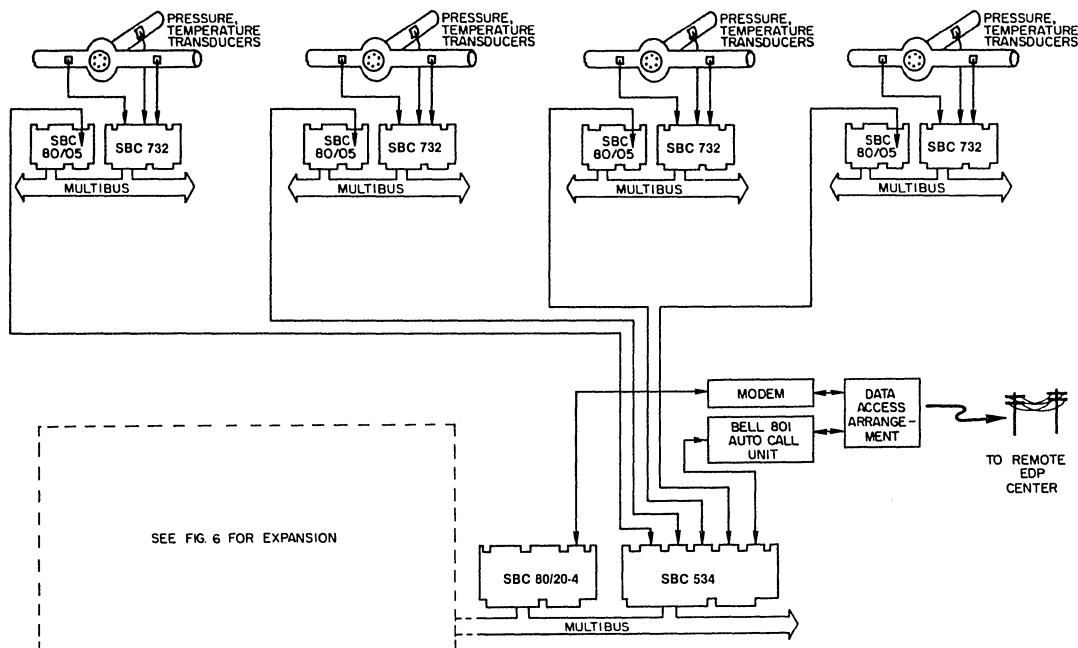 PRESSURE,
TEMPERATURE
TRANSDUCERS
PRESSURE,
TEMPERATURE
TRANSDUCERS
PRESSURE,
TEMPERATURE
TRANSDUCERS
PRESSURE,
TEMPERATURE
TRANSDUCERS
SBC
80/05
SBC 732
SBC
80/05
SBC 732
SBC
80/05
SBC 732
SBC
80/05
SBC 732
MULTIBUS
MULTIBUS
MULTIBUS
MULTIBUS
MODEM
DATA
ACCESS
ARRANGE-
MENT
BELL 801
AUTO CALL
UNIT
TO REMOTE
EDP
CENTER
SEE FIG. 6 FOR EXPANSION
SBC 80/20-4
SBC 534
MULTIBUS